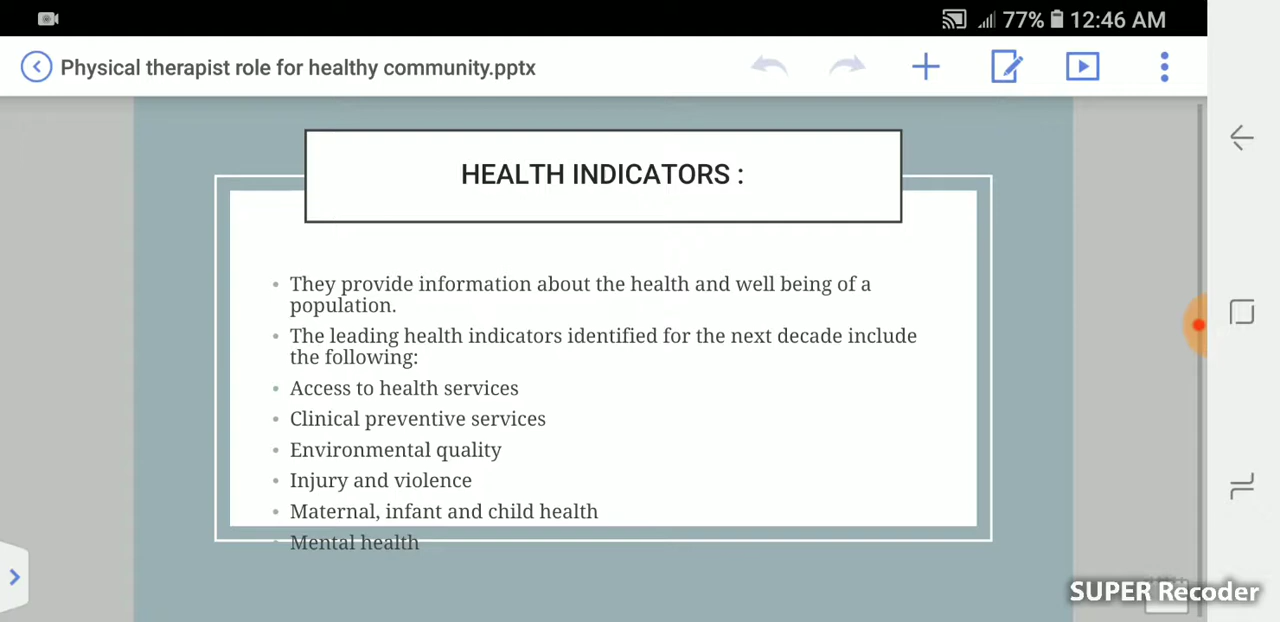 77% 12:46 AM
Physical therapist role for healthy community.pptx
HEALTH INDICATORS :
• They provide information about the health and well being of a
population.
• The leading health indicators identified for the next decade include
the following:
• Access to health services
• Clinical preventive services
• Environmental quality
• Injury and violence
• Maternal, infant and child health
• Mental health
SUPER Recoder